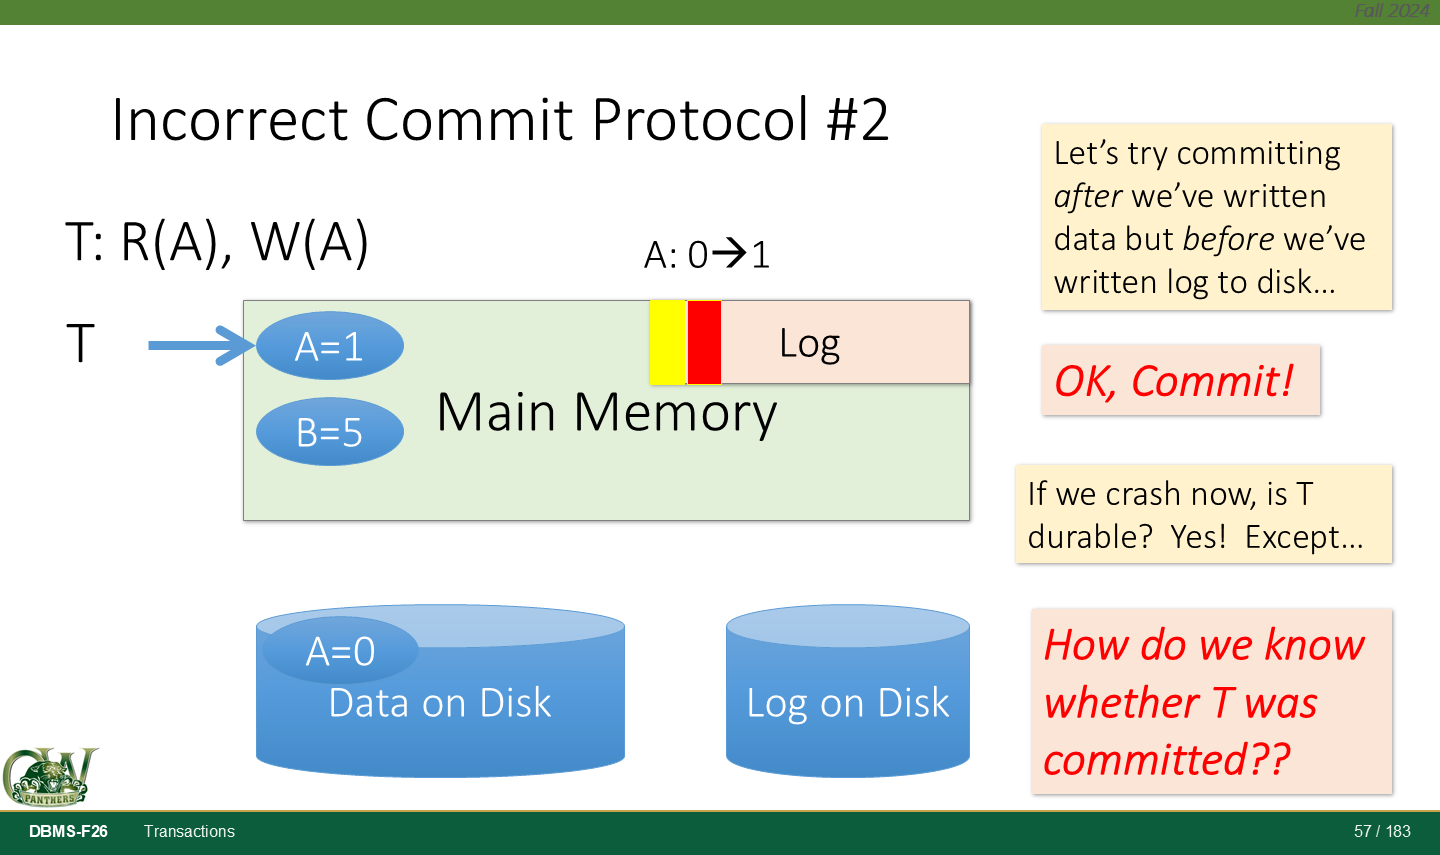 Fall 2024
Incorrect Commit Protocol #2
Let’s try committing
after we’ve written
data but before we’ve
written log to disk…
T: R(A), W(A)
A: 0→1
T
A=1
Log
OK, Commit!
B=5
Main Memory
If we crash now, is T
durable?  Yes!  Except…
A=0
Data on Disk
Log on Disk
How do we know
whether T was
committed??
OW
PANTHERS
DBMS-F26
Transactions
57 / 183